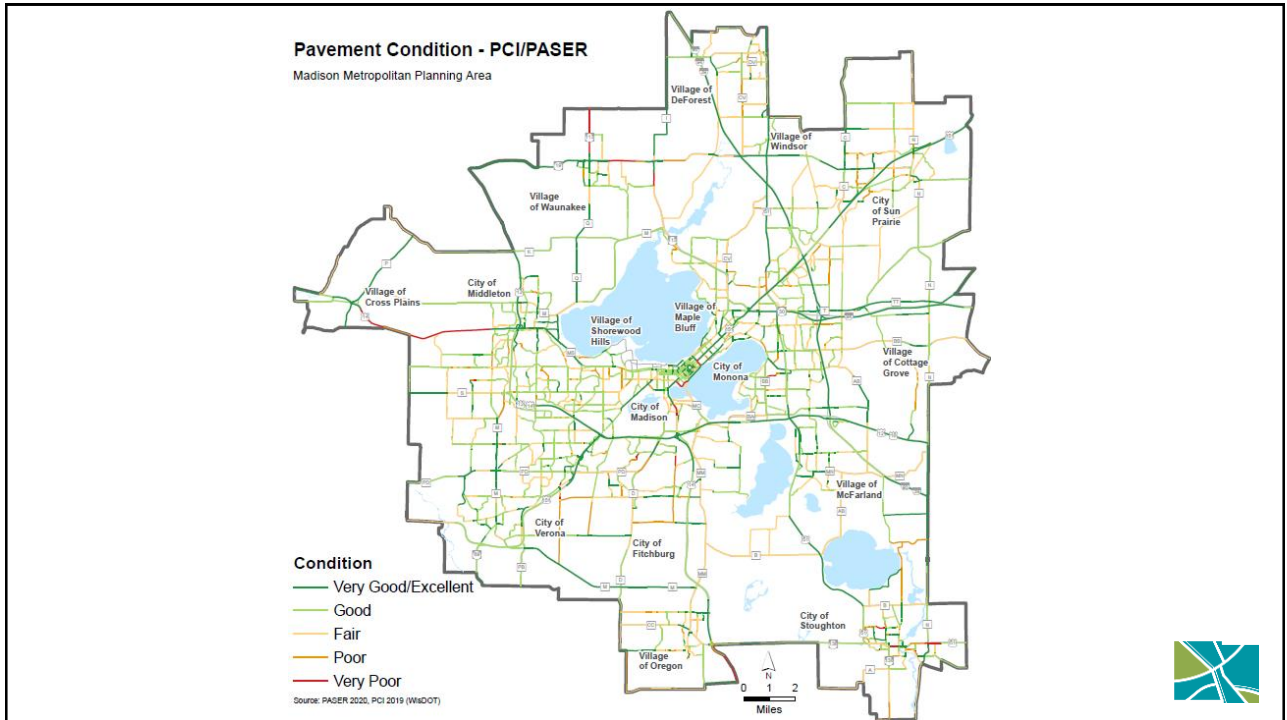 Pavement Condition - PCI/PASER
Madison Metropolitan Planning Area
Village of
DeForest
Village of
Windsor
Village
of Waunakee
City
of Sun
Prairie
City of
Middleton
Village of
Cross Plains
Village of
Shorewood
Hills
Village of
Maple
Bluff
City of
Monona
Village
of Cottage
Grove
City of
Madison
Village of
McFarland
City of
Verona
City of
Fitchburg
City of
Stoughton
Village
of Oregon
Condition
Very Good/Excellent
Good
Fair
Poor
Very Poor
Source: PASER 2020, PCI 2019 (WisDOT)
N
0 1 2
Miles